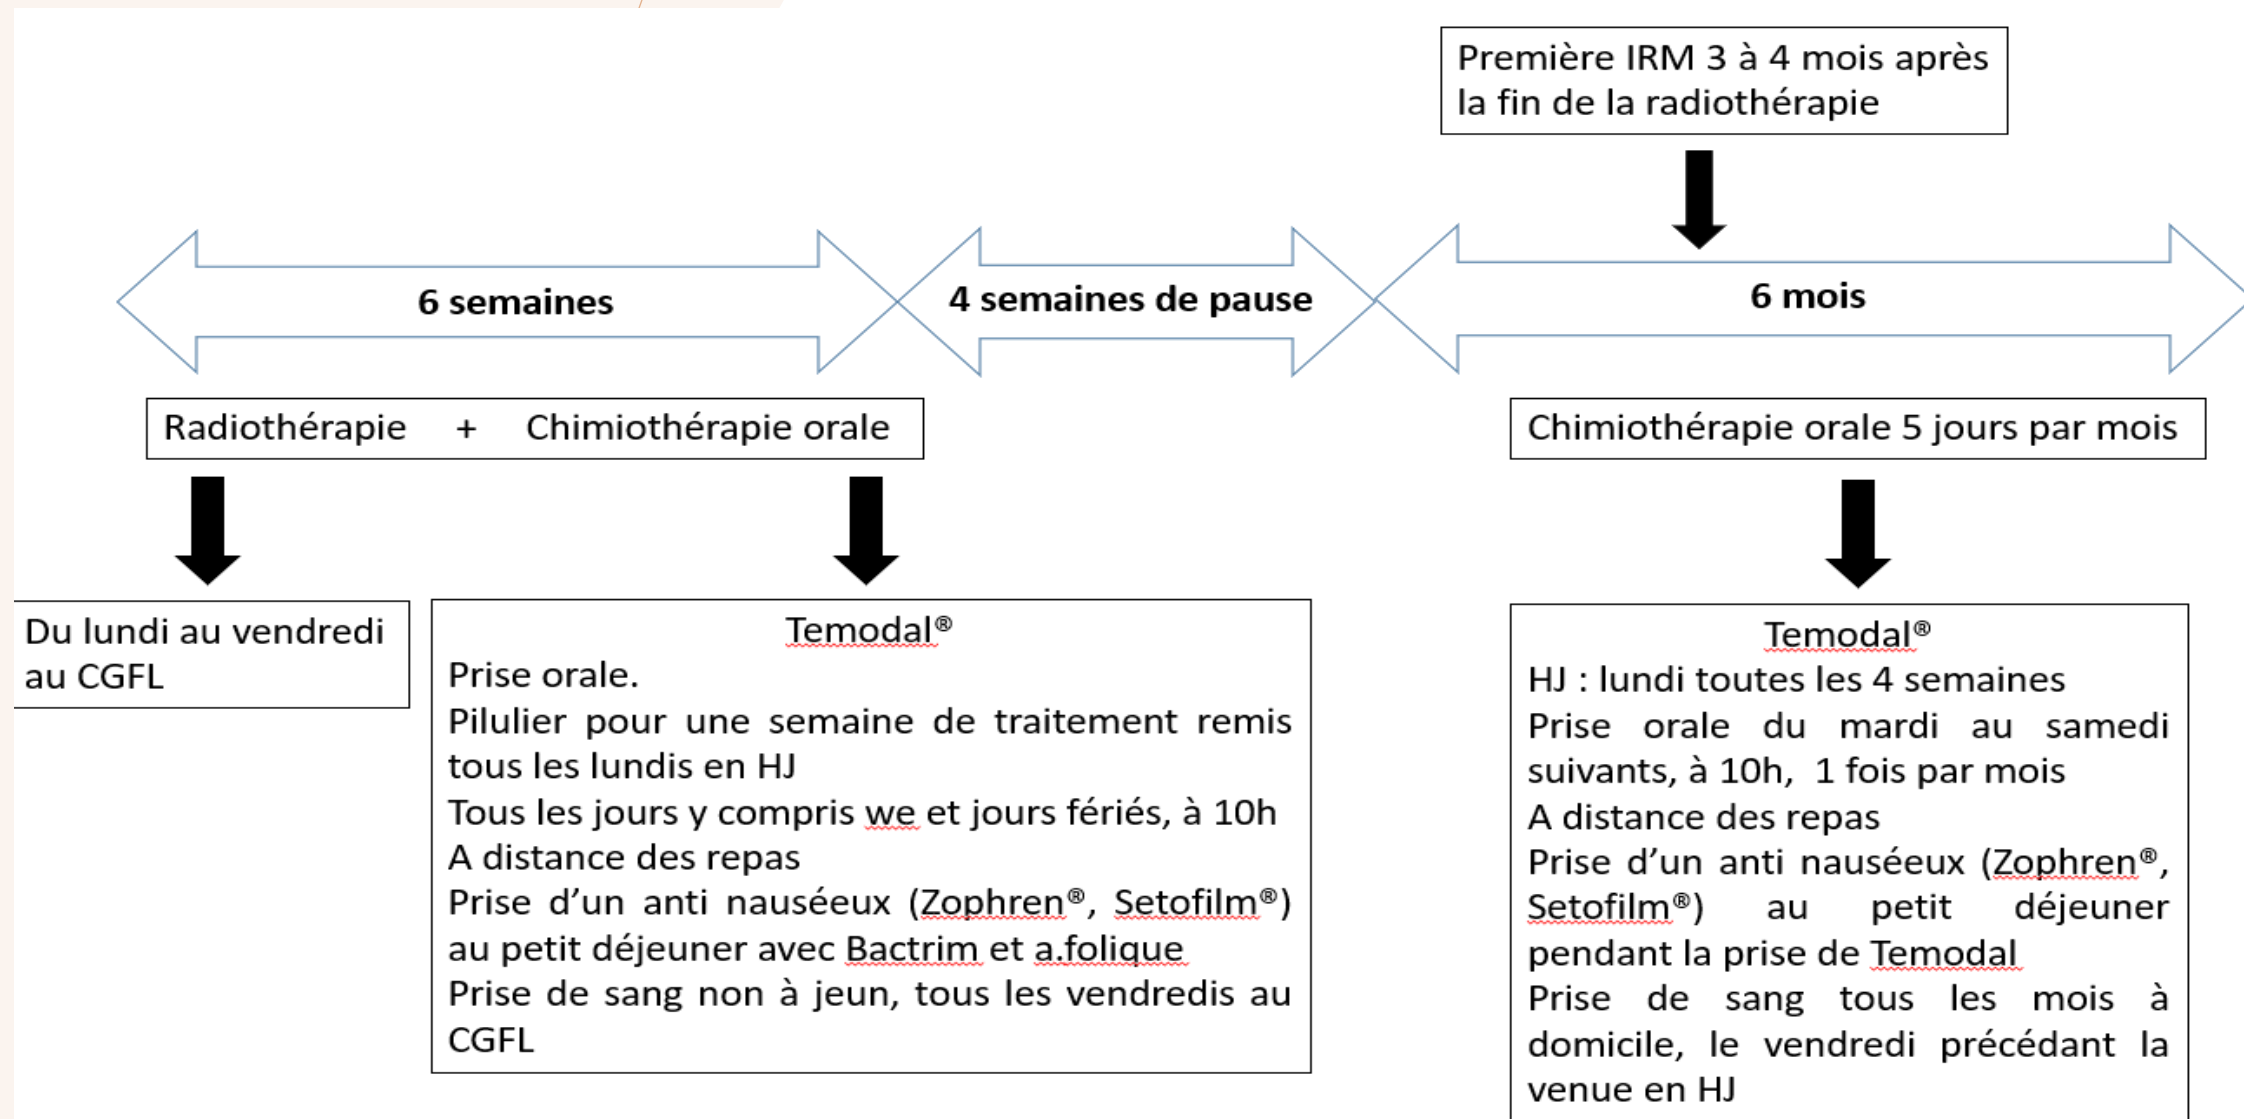 Première IRM 3 à 4 mois après
la fin de la radiothérapie
6 semaines
4 semaines de pause
6 mois
Radiothérapie + Chimiothérapie orale
Chimiothérapie orale 5 jours par mois
Du lundi au vendredi
au CGFL
Temodal®
Prise orale.
Pilulier pour une semaine de traitement remis
tous les lundis en HJ
Tous les jours y compris we et jours fériés, à 10h
A distance des repas
Prise d’un anti nauséeux (Zophren®, Setofilm®)
au petit déjeuner avec Bactrim et a.folique
Prise de sang non à jeun, tous les vendredis au
CGFL
Temodal®
HJ : lundi toutes les 4 semaines
Prise orale du mardi au samedi
suivants, à 10h, 1 fois par mois
A distance des repas
Prise d’un anti nauséeux (Zophren®,
Setofilm®) au petit déjeuner
pendant la prise de Temodal
Prise de sang tous les mois à
domicile, le vendredi précédant la
venue en HJ